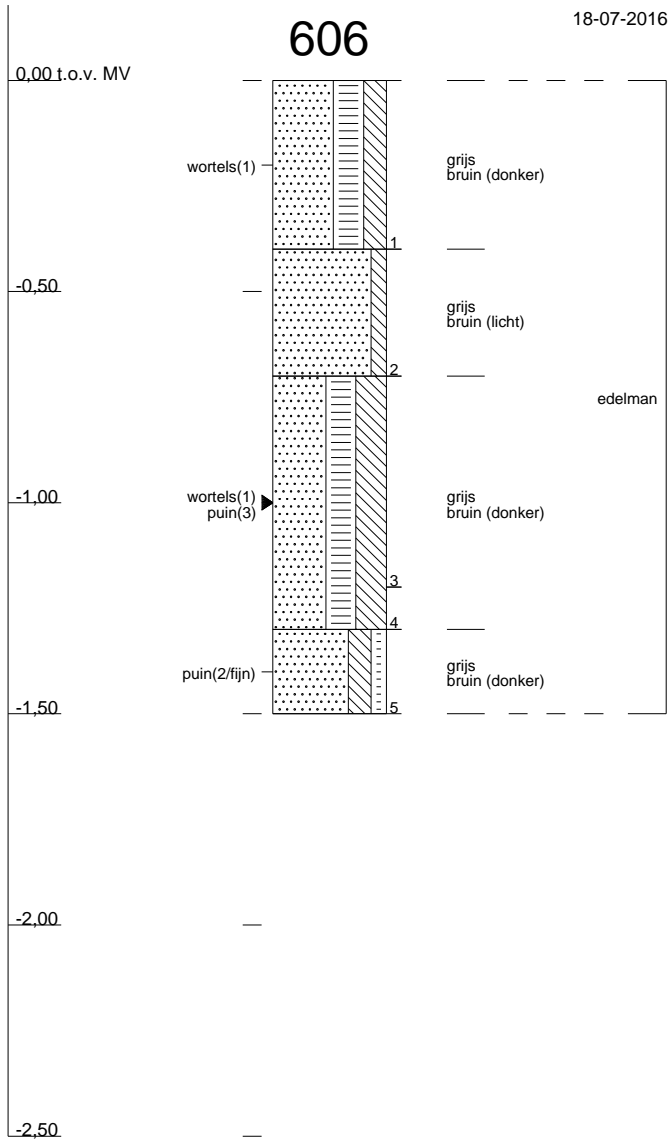 606
18-07-2016
0,00 t.o.v. MV
wortels(1)
grijs
bruin (donker)
1
-0,50
grijs
bruin (licht)
2
edelman
-1,00
wortels(1)
puin(3)
grijs
bruin (donker)
3
4
puin(2/fijn)
grijs
bruin (donker)
5
-1,50
-2,00
-2,50